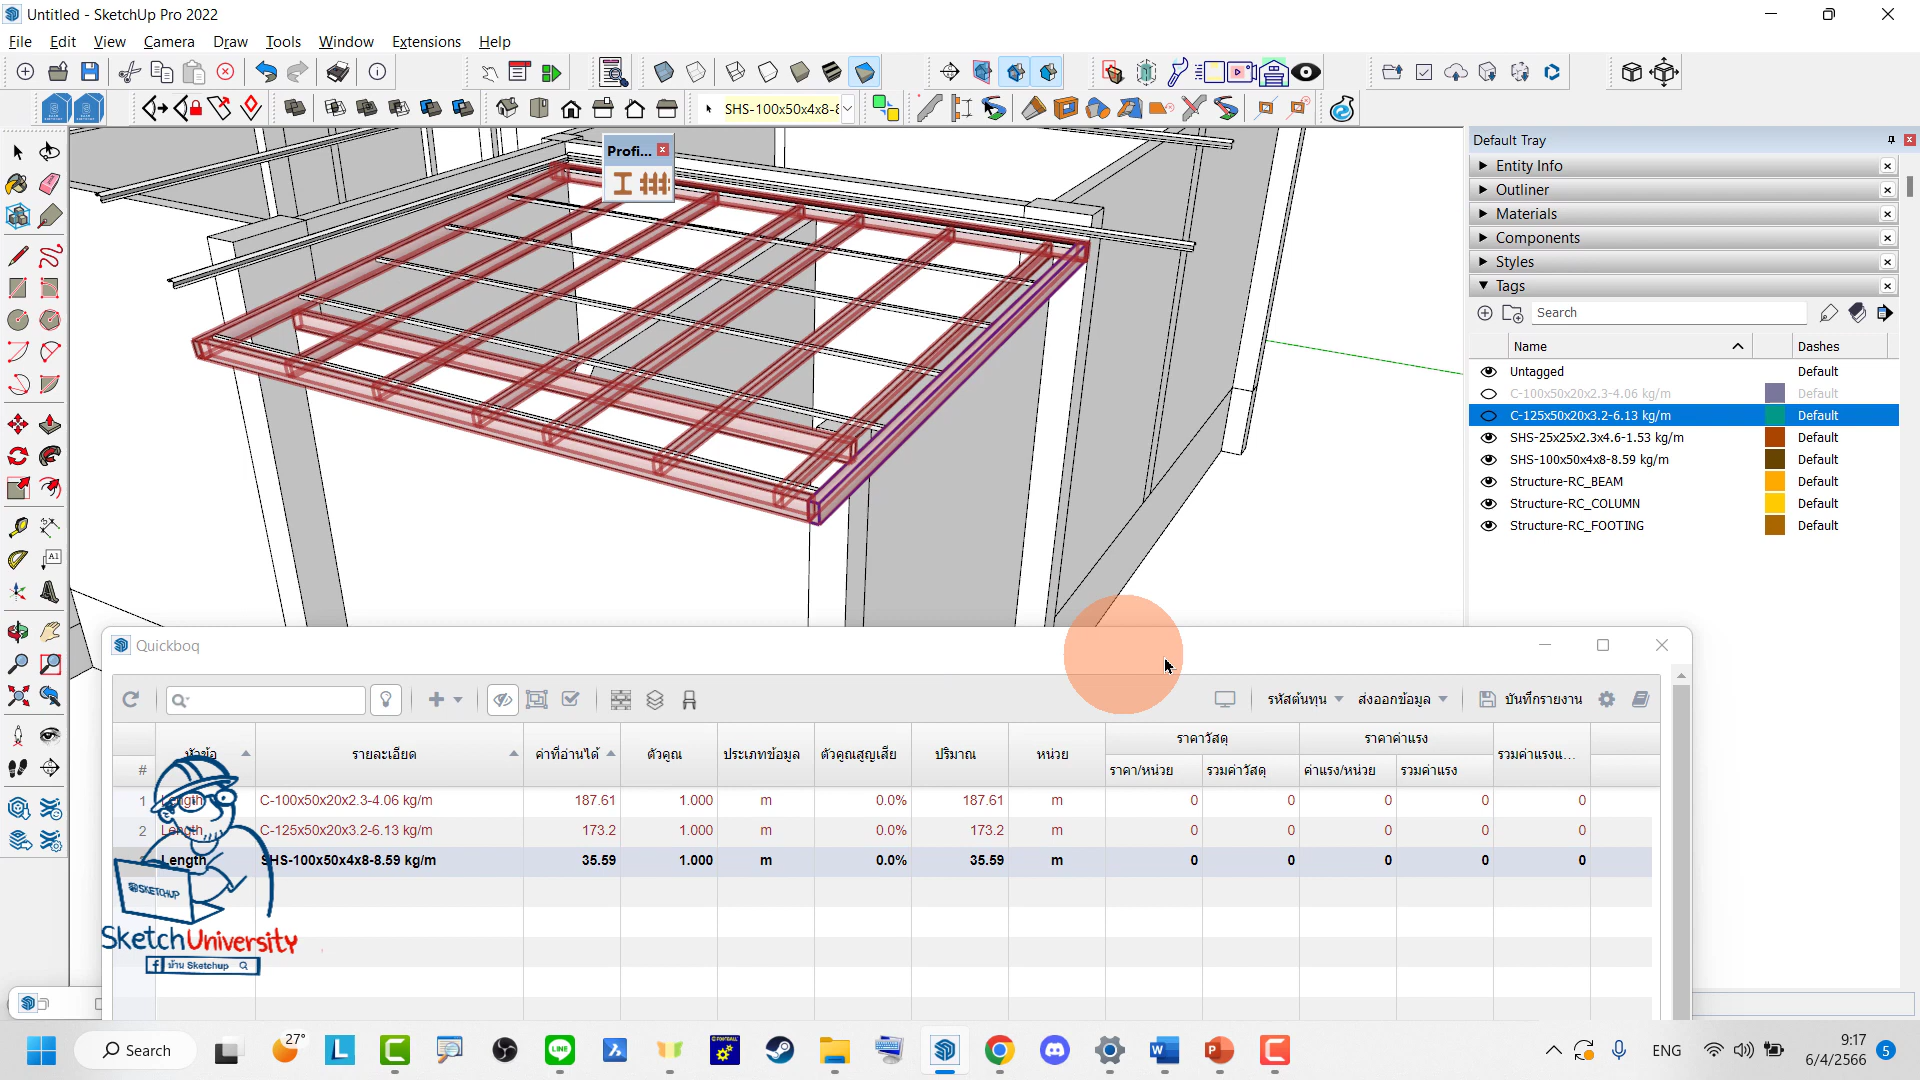 Untitled - SketchUp Pro 2022
File Edit View Camera Draw Tools Window Extensions Help
SHS-100x50x4x8-8
Profi...
Default Tray
Entity Info
Outliner
Materials
Components
Styles
Tags
Search
Name Dashes
Untagged Default
C-100x50x20x2.3-4.06 kg/m Default
C-125x50x20x3.2-6.13 kg/m Default
SHS-25x25x2.3x4.6-1.53 kg/m Default
SHS-100x50x4x8-8.59 kg/m Default
Structure-RC_BEAM Default
Structure-RC_COLUMN Default
Structure-RC_FOOTING Default
Quickboq
รหัสต้นทุน ส่งออกข้อมูล บันทึกรายงาน
# หัวข้อ รายละเอียด ค่าที่อ่านได้ ตัวคูณ ประเภทข้อมูล ตัวคูณสูญเสีย ปริมาณ หน่วย ราคาวัสดุ ราคาค่าแรง รวมค่าแรงแ...
ราคา/หน่วย รวมค่าวัสดุ ค่าแรง/หน่วย รวมค่าแรง
1 Length C-100x50x20x2.3-4.06 kg/m 187.61 1.000 m 0.0% 187.61 m 0 0 0 0 0
2 Length C-125x50x20x3.2-6.13 kg/m 173.2 1.000 m 0.0% 173.2 m 0 0 0 0 0
Length SHS-100x50x4x8-8.59 kg/m 35.59 1.000 m 0.0% 35.59 m 0 0 0 0 0
SKETCHUP
SketchUniversity
f บ้าน Sketchup
27°
Search
ENG
9:17
6/4/2566
5